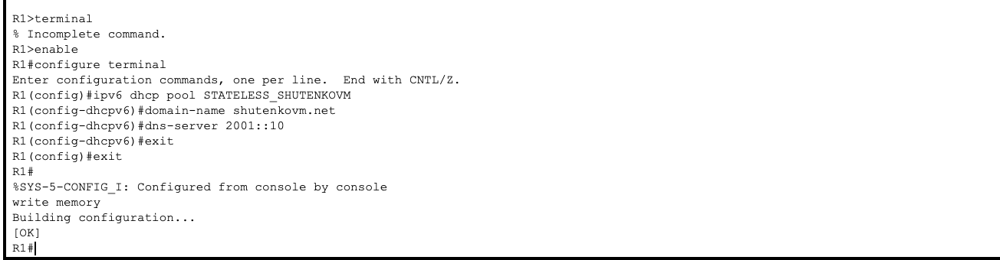 R1>terminal
% Incomplete command.
R1>enable
R1#configure terminal
Enter configuration commands, one per line.  End with CNTL/Z.
R1(config)#ipv6 dhcp pool STATELESS_SHUTENKOVM
R1(config-dhcpv6)#domain-name shutenkovm.net
R1(config-dhcpv6)#dns-server 2001::10
R1(config-dhcpv6)#exit
R1(config)#exit
R1#
%SYS-5-CONFIG_I: Configured from console by console
write memory
Building configuration...
[OK]
R1#